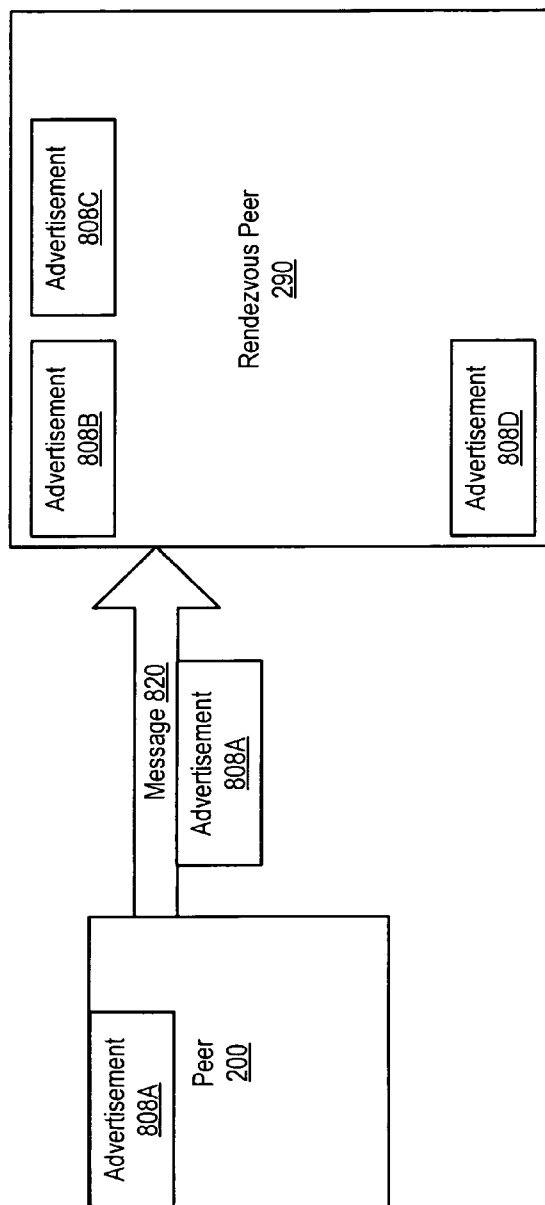 Advertisement
808A
Peer
200
Message 820
Advertisement
808A
Advertisement
808B
Advertisement
808C
Rendezvous Peer
290
Advertisement
808D